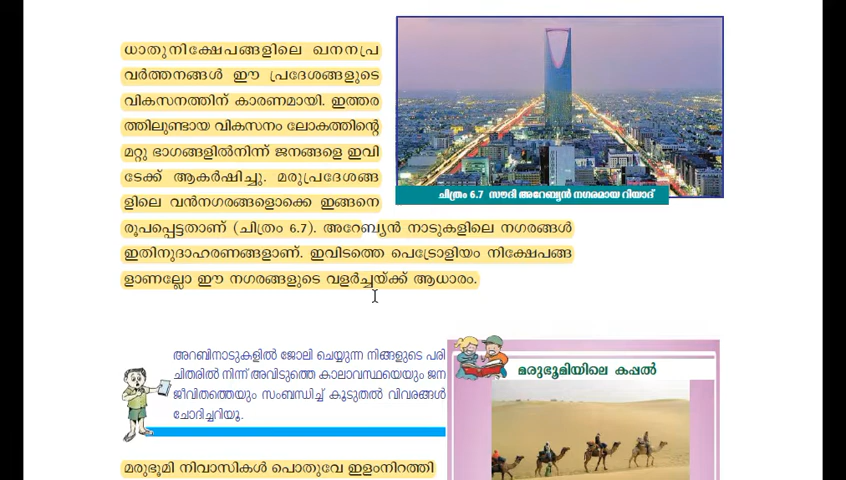 ധാതുനിക്ഷേപങ്ങളിലെ ഖനനപ്ര
വർത്തനങ്ങൾ ഈ പ്രദേശങ്ങളുടെ
വികസനത്തിന് കാരണമായി. ഇത്തര
ത്തിലുണ്ടായ വികസനം ലോകത്തിന്റെ
മറ്റു ഭാഗങ്ങളിൽനിന്ന് ജനങ്ങളെ ഇവി
ടേക്ക് ആകർഷിച്ചു. മരുപ്രദേശങ്ങ
ളിലെ വൻനഗരങ്ങളൊക്കെ ഇങ്ങനെ
രൂപപ്പെട്ടതാണ് (ചിത്രം 6.7). അറേബ്യൻ നാടുകളിലെ നഗരങ്ങൾ
ഇതിനുദാഹരണങ്ങളാണ്. ഇവിടത്തെ പെട്രോളിയം നിക്ഷേപങ്ങ
ളാണല്ലോ ഈ നഗരങ്ങളുടെ വളർച്ചയ്ക്ക് ആധാരം.
ചിത്രം 6.7 സൗദി അറേബ്യൻ നഗരമായ റിയാദ്
അറബിനാടുകളിൽ ജോലി ചെയ്യുന്ന നിങ്ങളുടെ പരി
ചിതരിൽ നിന്ന് അവിടുത്തെ കാലാവസ്ഥയെയും ജന
ജീവിതത്തെയും സംബന്ധിച്ച് കൂടുതൽ വിവരങ്ങൾ
ചോദിച്ചറിയൂ.
മരുഭൂമിയിലെ കപ്പൽ
മരുഭൂമി നിവാസികൾ പൊതുവേ ഇളംനിറത്തി